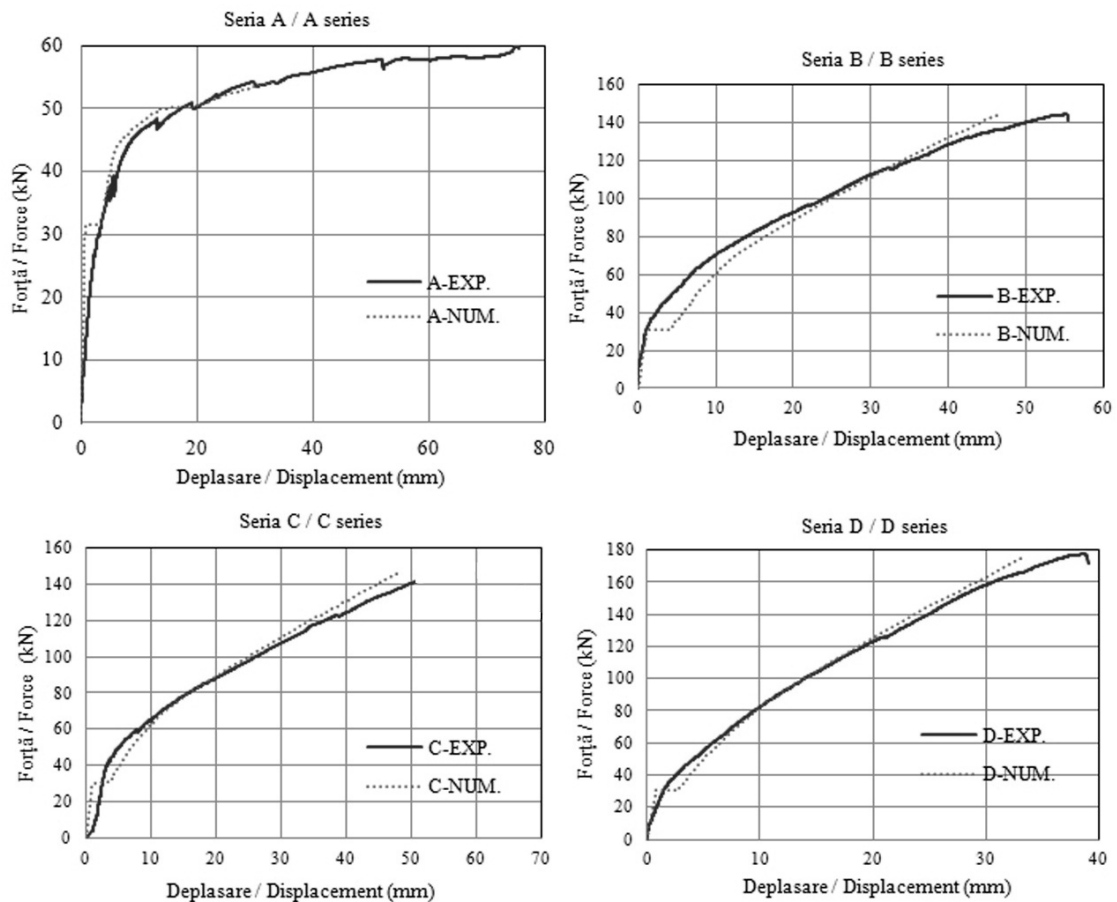 Seria A / A series
60
50
40
30
20
10
0
Forță / Force (kN)
A-EXP.
A-NUM.
0 20 40 60 80
Deplasare / Displacement (mm)
Seria B / B series
160
140
120
100
80
60
40
20
0
Forță / Force (kN)
B-EXP.
B-NUM.
0 10 20 30 40 50 60
Deplasare / Displacement (mm)
Seria C / C series
160
140
120
100
80
60
40
20
0
Forță / Force (kN)
C-EXP.
C-NUM.
0 10 20 30 40 50 60 70
Deplasare / Displacement (mm)
Seria D / D series
180
160
140
120
100
80
60
40
20
0
Forță / Force (kN)
D-EXP.
D-NUM.
0 10 20 30 40
Deplasare / Displacement (mm)